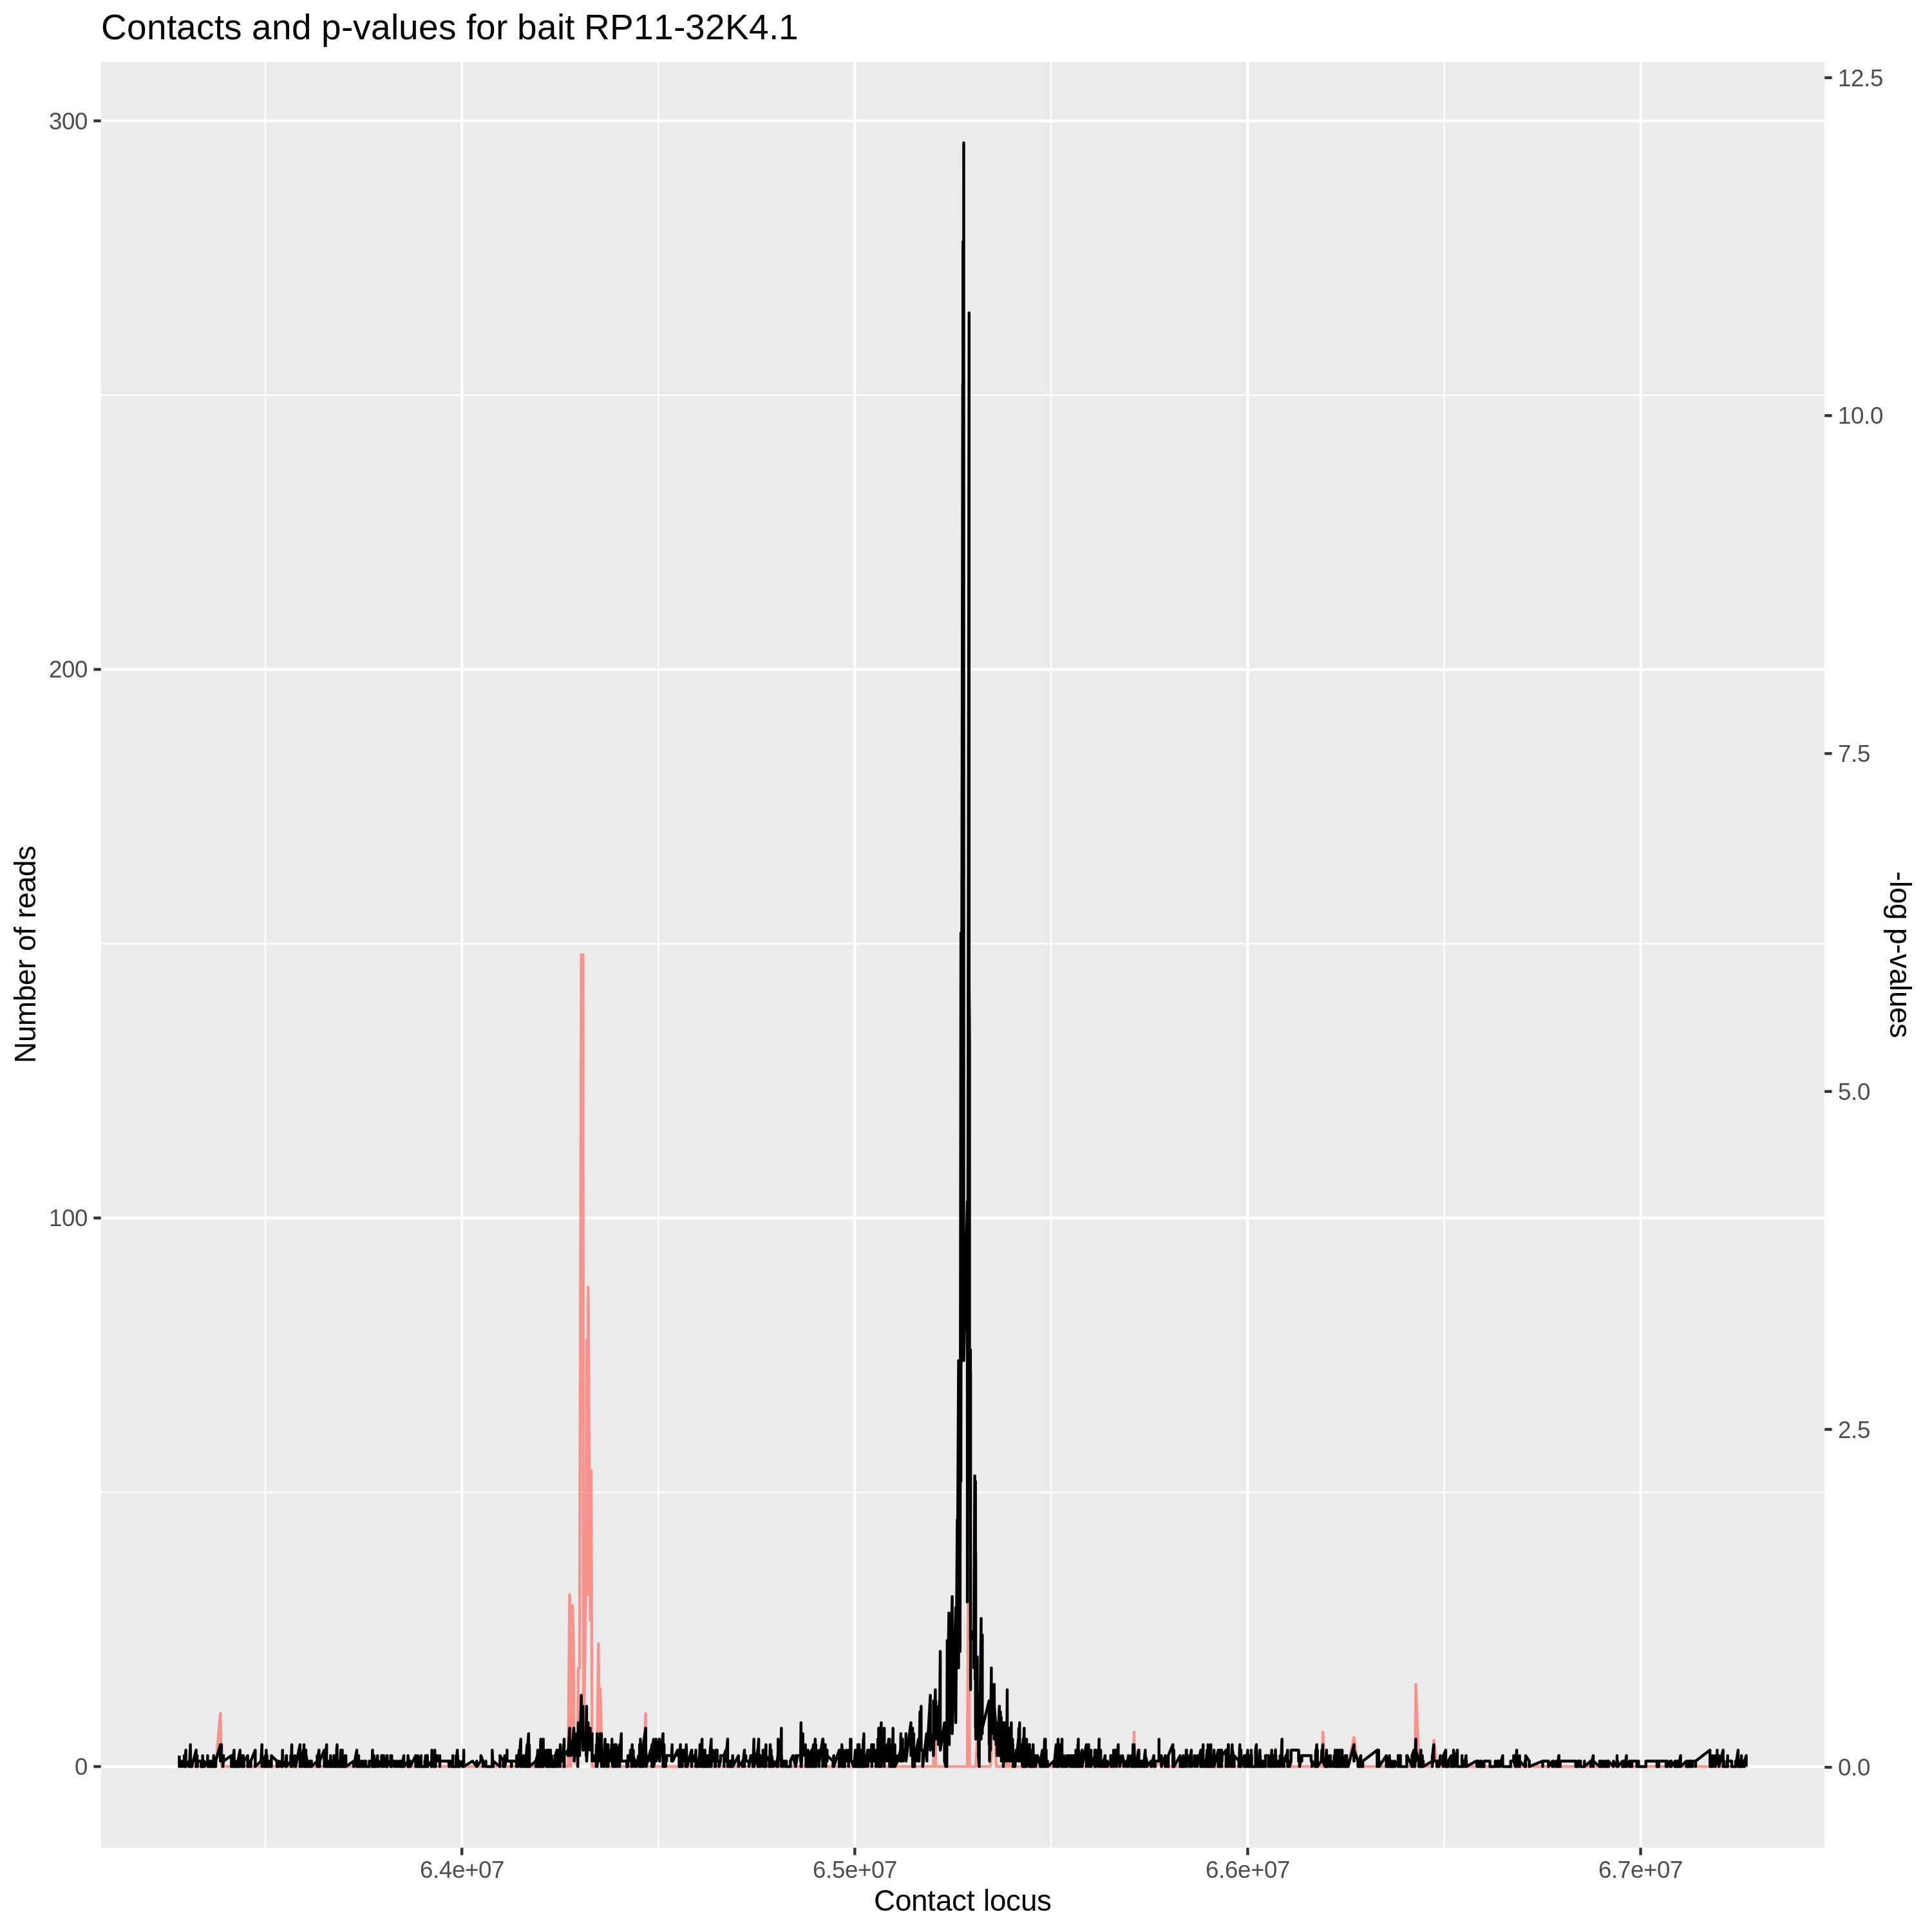 Contacts and p-values for bait RP11-32K4.1
300
200
100
0
12.5
10.0
7.5
5.0
2.5
0.0
Number of reads
-log p-values
6.4e+07 6.5e+07 6.6e+07 6.7e+07
Contact locus